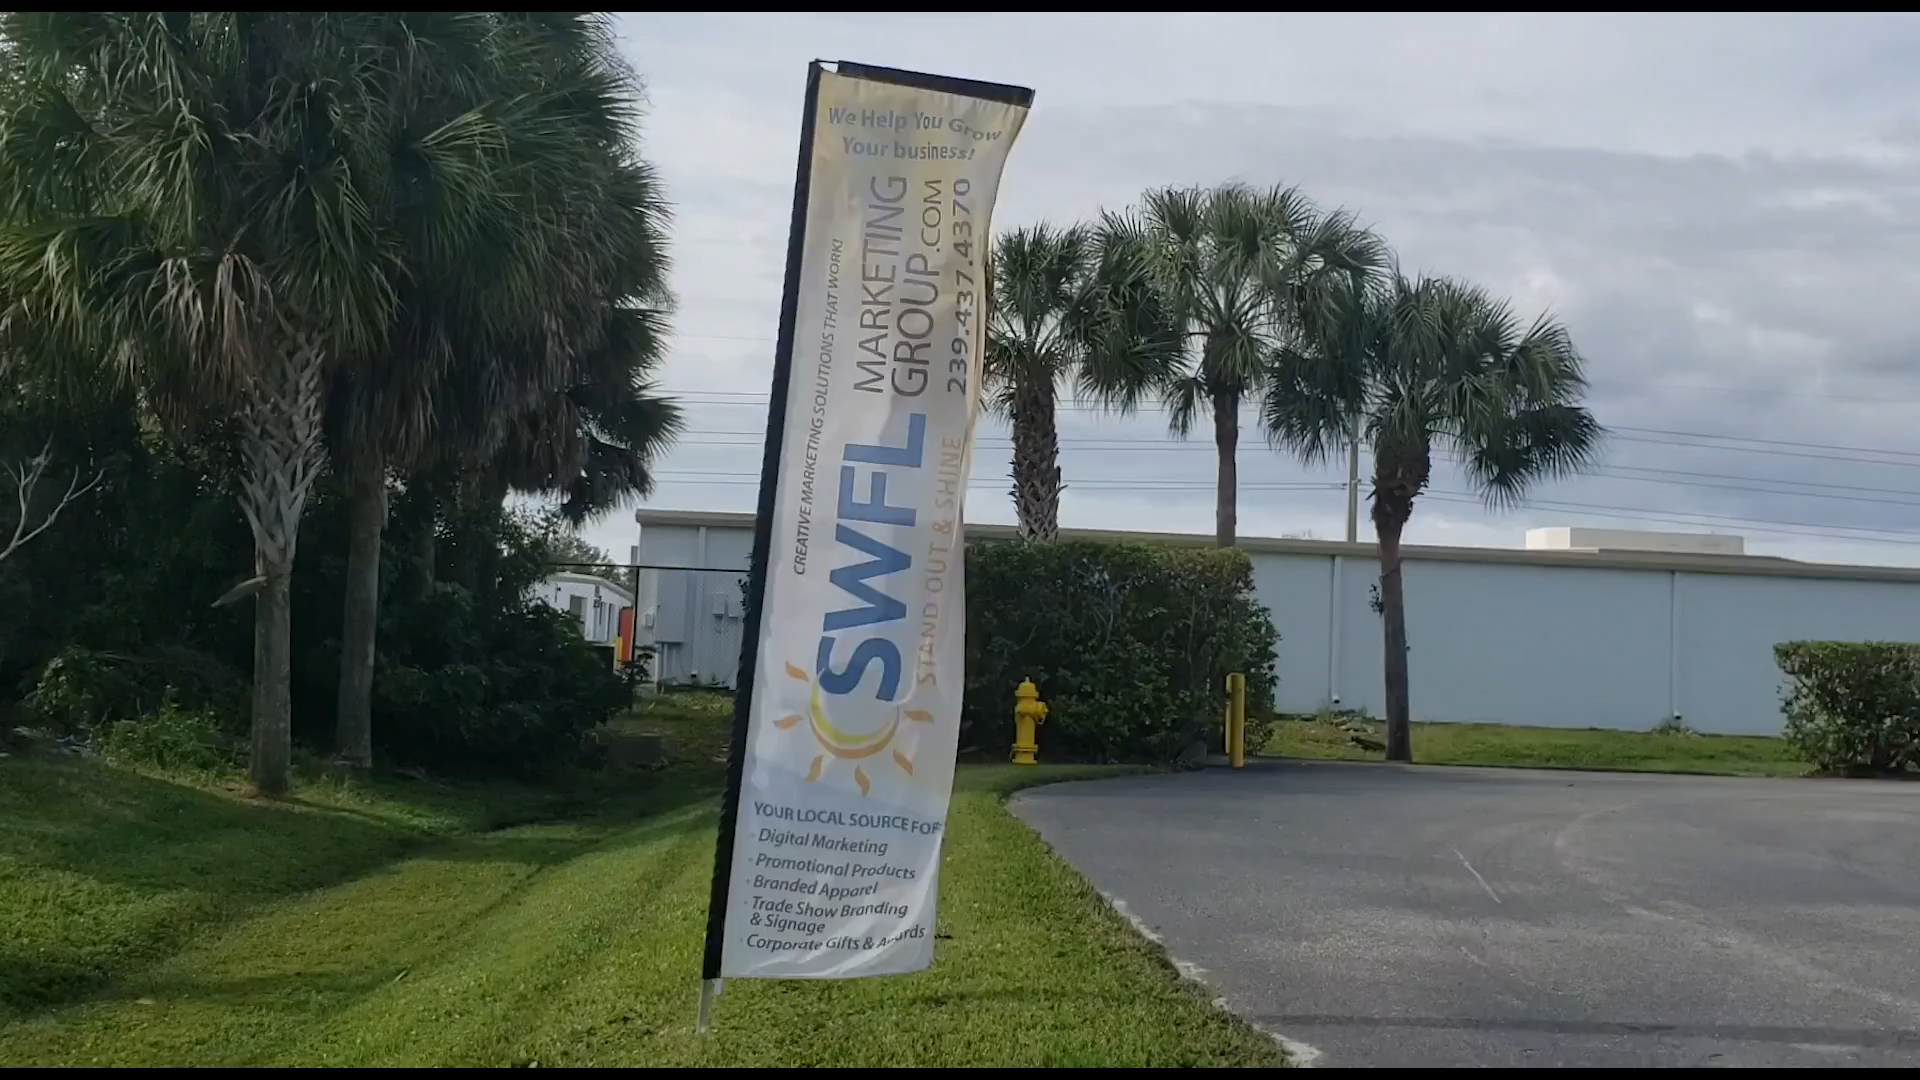 We Help You Grow
Your business!
CREATIVE MARKETING SOLUTIONS THAT WORK!
SWFL
MARKETING
GROUP.COM
239.437.4370
STAND OUT & SHINE
YOUR LOCAL SOURCE FOR:
· Digital Marketing
· Promotional Products
· Branded Apparel
· Trade Show Branding
& Signage
· Corporate Gifts & Awards